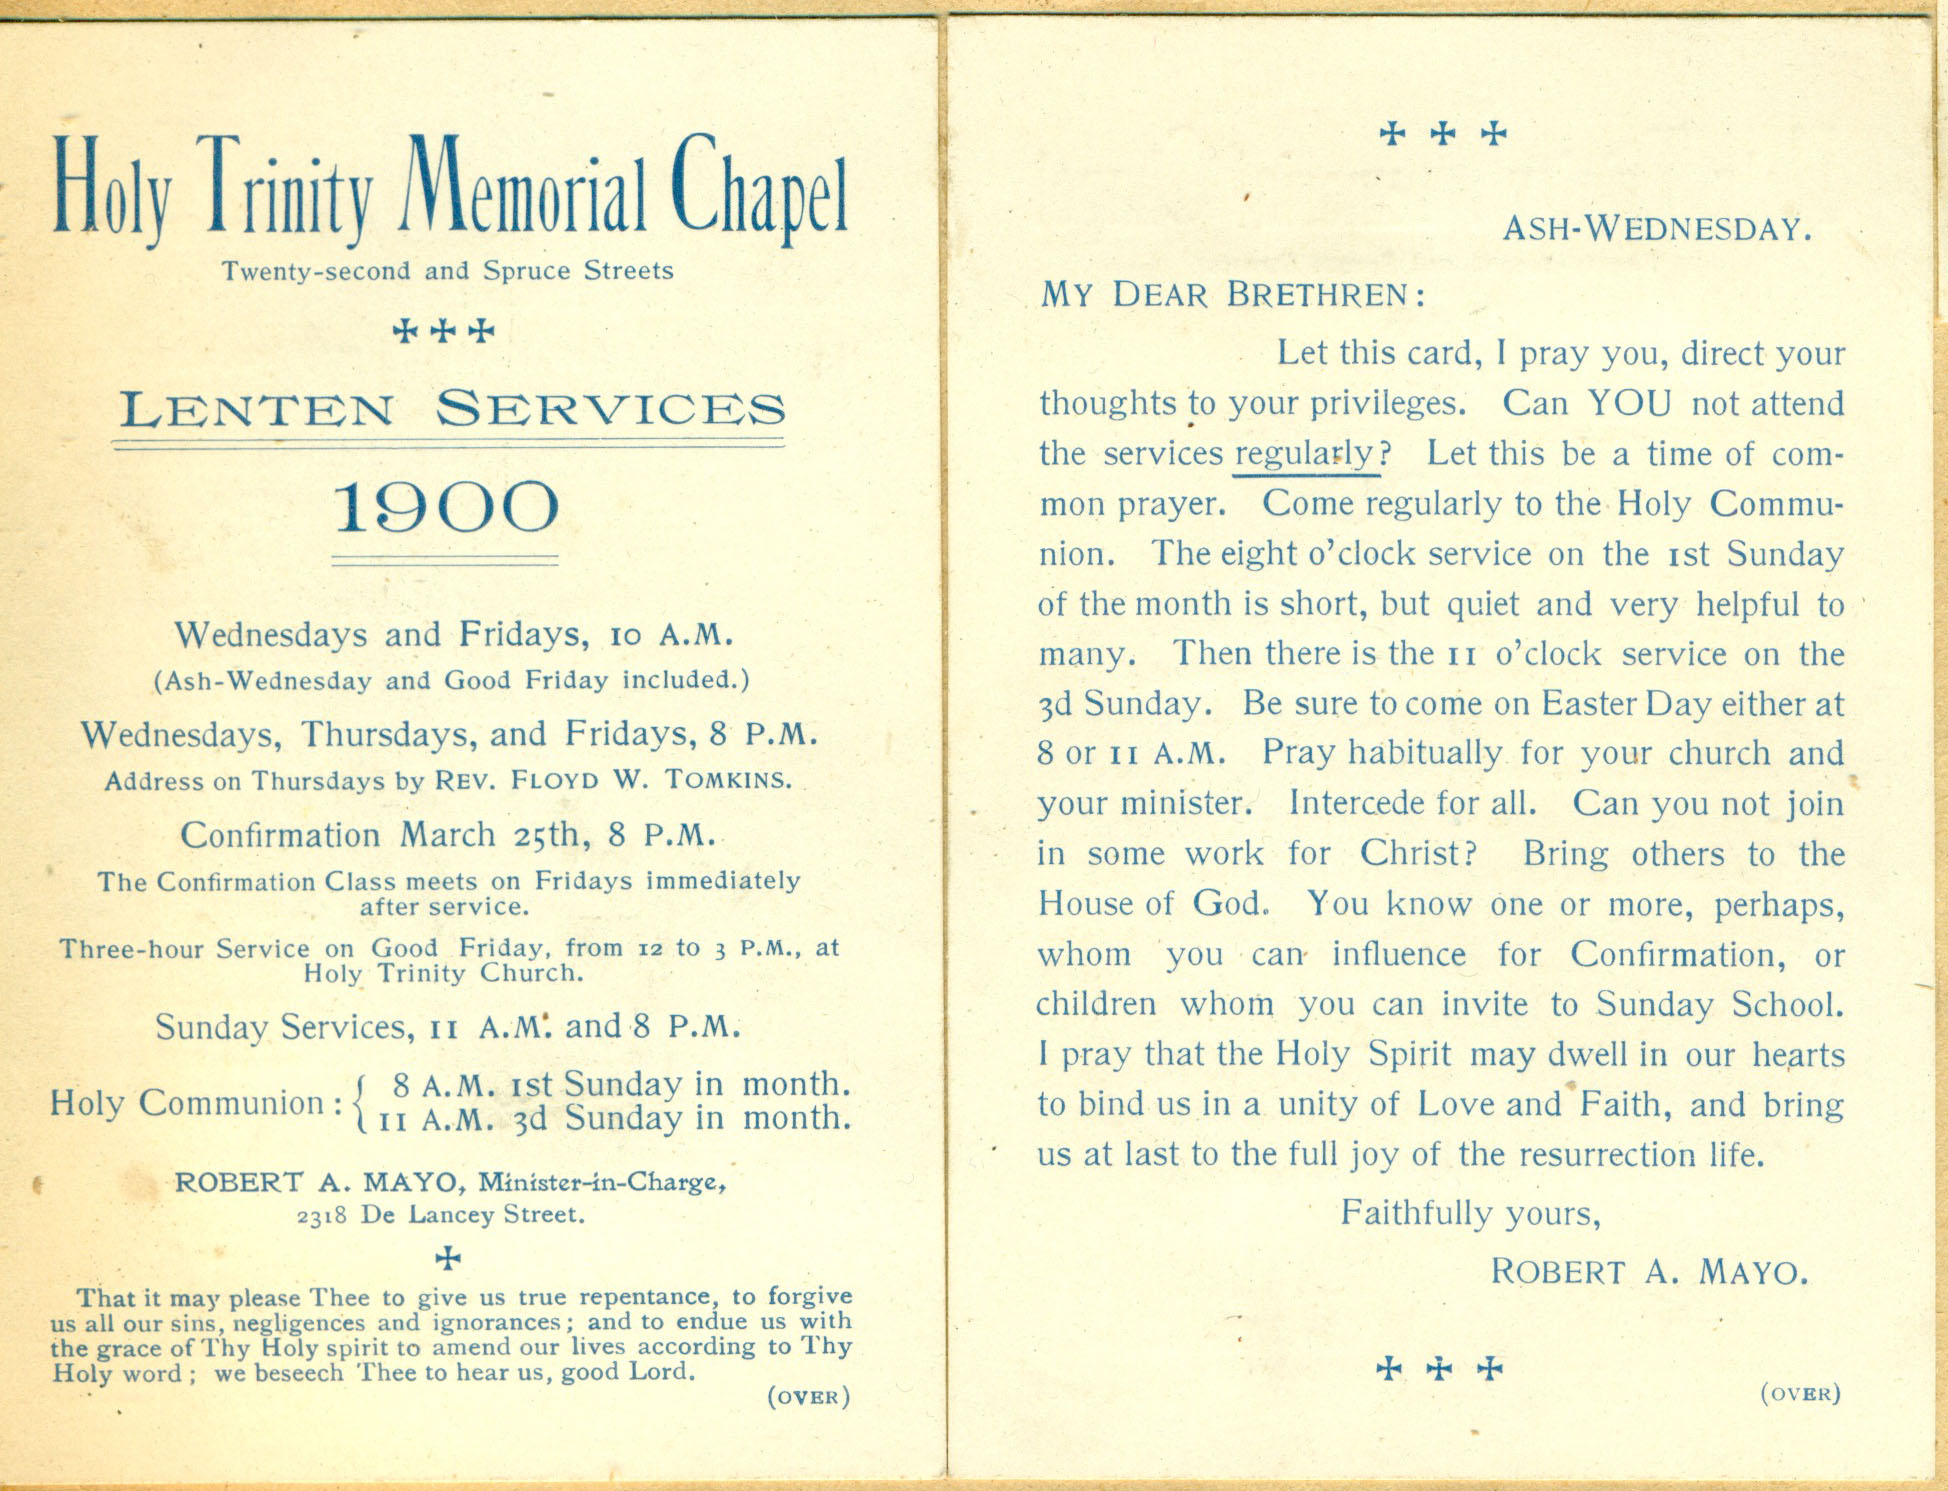 Holy Trinity Memorial Chapel
Twenty-second and Spruce Streets
LENTEN SERVICES
1900
Wednesdays and Fridays, 10 A.M.
(Ash-Wednesday and Good Friday included.)
Wednesdays, Thursdays, and Fridays, 8 P.M.
Address on Thursdays by REV. FLOYD W. TOMKINS.
Confirmation March 25th, 8 P.M.
The Confirmation Class meets on Fridays immediately
after service.
Three-hour Service on Good Friday, from 12 to 3 P.M., at
Holy Trinity Church.
Sunday Services, 11 A.M. and 8 P.M.
Holy Communion: { 8 A.M. 1st Sunday in month.
11 A.M. 3d Sunday in month.
ROBERT A. MAYO, Minister-in-Charge,
2318 De Lancey Street.
That it may please Thee to give us true repentance, to forgive
us all our sins, negligences and ignorances; and to endue us with
the grace of Thy Holy spirit to amend our lives according to Thy
Holy word; we beseech Thee to hear us, good Lord.
(OVER)
ASH-WEDNESDAY.
MY DEAR BRETHREN:
Let this card, I pray you, direct your
thoughts to your privileges. Can YOU not attend
the services regularly? Let this be a time of com-
mon prayer. Come regularly to the Holy Commu-
nion. The eight o'clock service on the 1st Sunday
of the month is short, but quiet and very helpful to
many. Then there is the 11 o'clock service on the
3d Sunday. Be sure to come on Easter Day either at
8 or 11 A.M. Pray habitually for your church and
your minister. Intercede for all. Can you not join
in some work for Christ? Bring others to the
House of God. You know one or more, perhaps,
whom you can influence for Confirmation, or
children whom you can invite to Sunday School.
I pray that the Holy Spirit may dwell in our hearts
to bind us in a unity of Love and Faith, and bring
us at last to the full joy of the resurrection life.
Faithfully yours,
ROBERT A. MAYO.
(OVER)